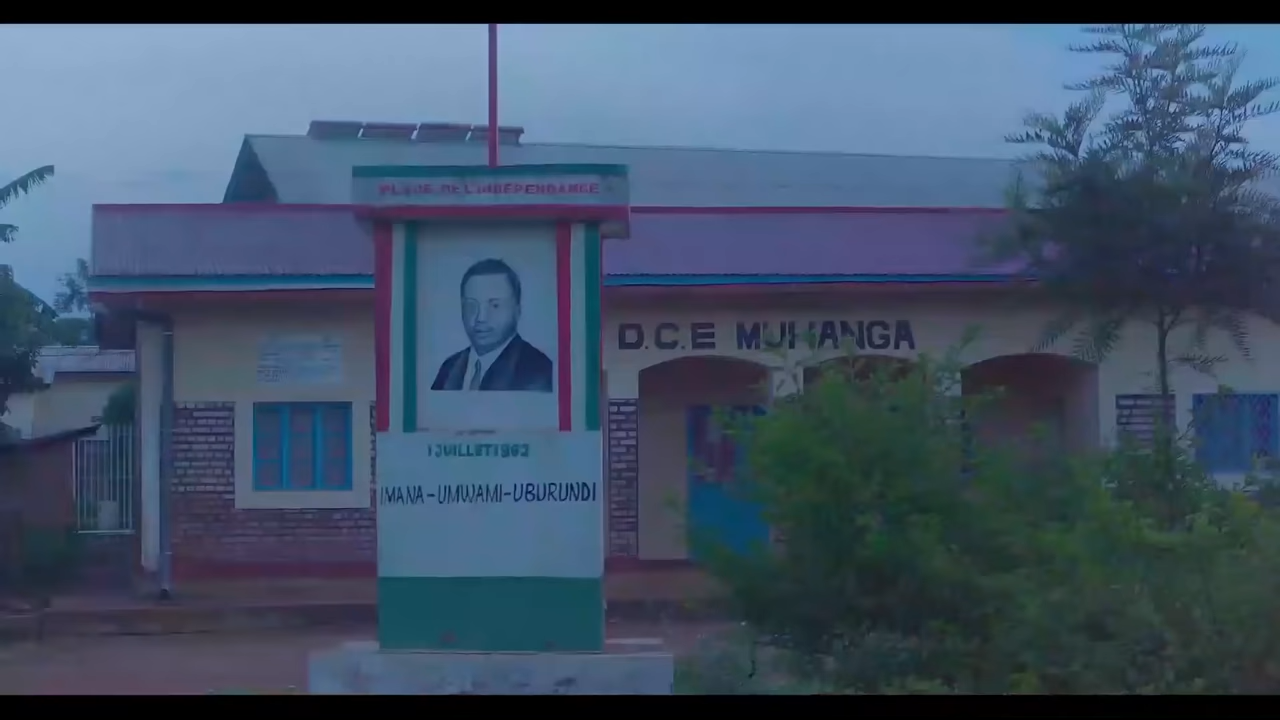 PLACE DE L'INDEPENDANCE
D.C.E MUHANGA
1 JUILLET 1962
IMANA-UMWAMI-UBURUNDI